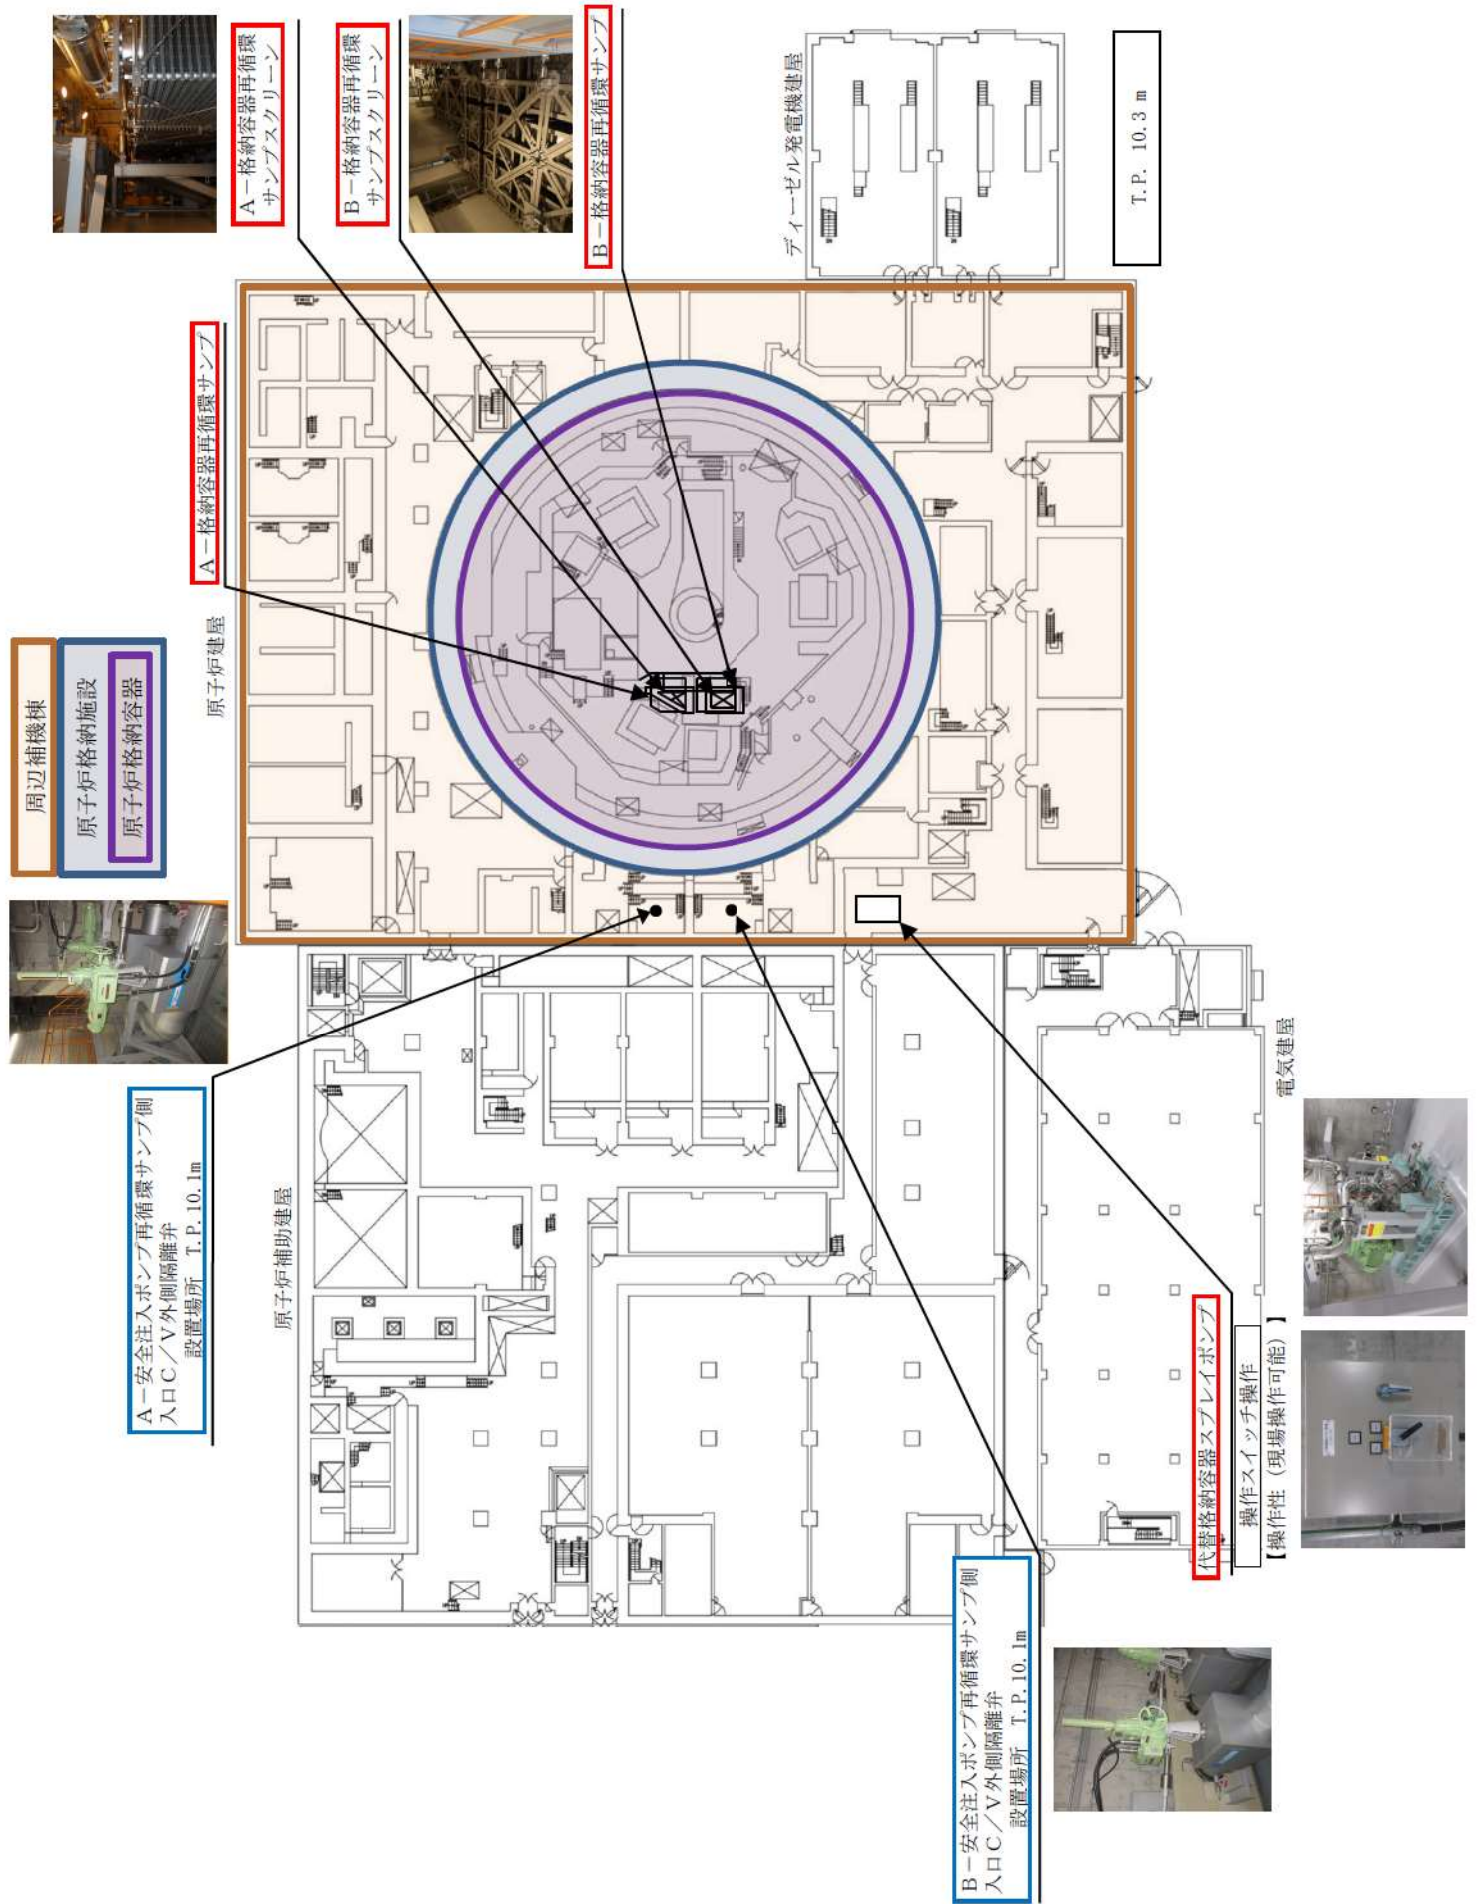 周辺補機棟
原子炉格納施設
原子炉格納容器
原子炉建屋
A－格納容器再循環サンプ
A－格納容器再循環
サンプスクリーン
B－格納容器再循環
サンプスクリーン
B－格納容器再循環サンプ
ディーゼル発電機建屋
T.P. 10.3 m
A－安全注入ポンプ再循環サンプ側
入口C／V外側隔離弁
設置場所 T.P.10.1m
原子炉補助建屋
B－安全注入ポンプ再循環サンプ側
入口C／V外側隔離弁
設置場所 T.P.10.1m
電気建屋
代替格納容器スプレイポンプ
操作スイッチ操作
【操作性（現場操作可能）】